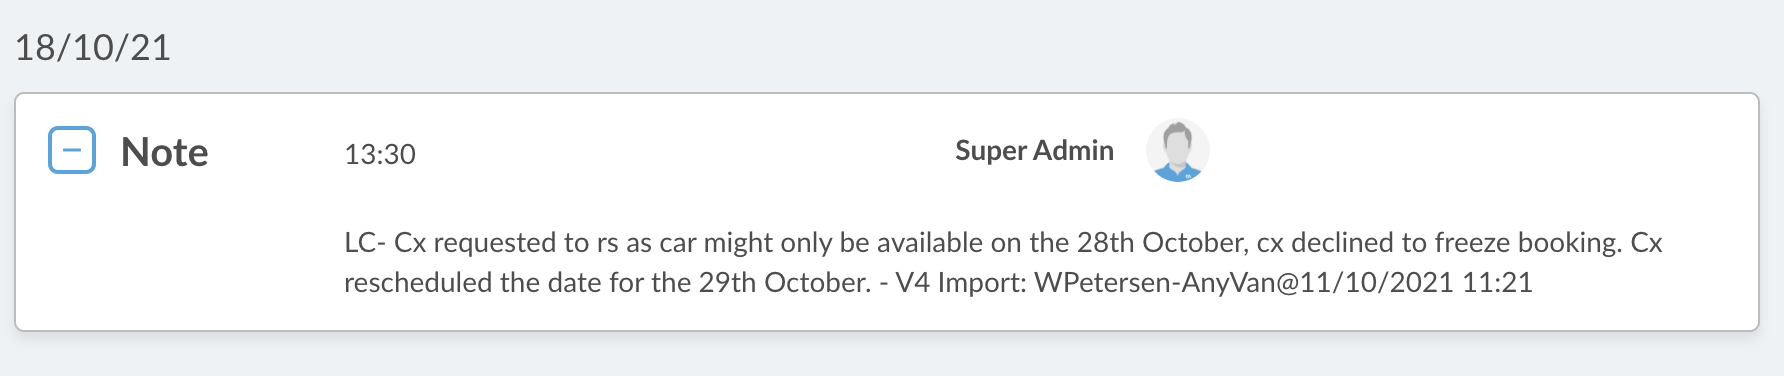 18/10/21
Note 13:30 Super Admin
LC- Cx requested to rs as car might only be available on the 28th October, cx declined to freeze booking. Cx
rescheduled the date for the 29th October. - V4 Import: WPetersen-AnyVan@11/10/2021 11:21